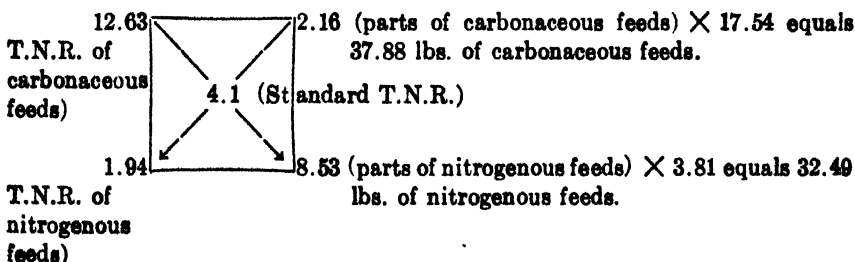 12.63 2.16 (parts of carbonaceous feeds) × 17.54 equals
T.N.R. of 37.88 lbs. of carbonaceous feeds.
carbonaceous
feeds) 4.1 (Standard T.N.R.)
1.94 8.53 (parts of nitrogenous feeds) × 3.81 equals 32.49
T.N.R. of lbs. of nitrogenous feeds.
nitrogenous
feeds)